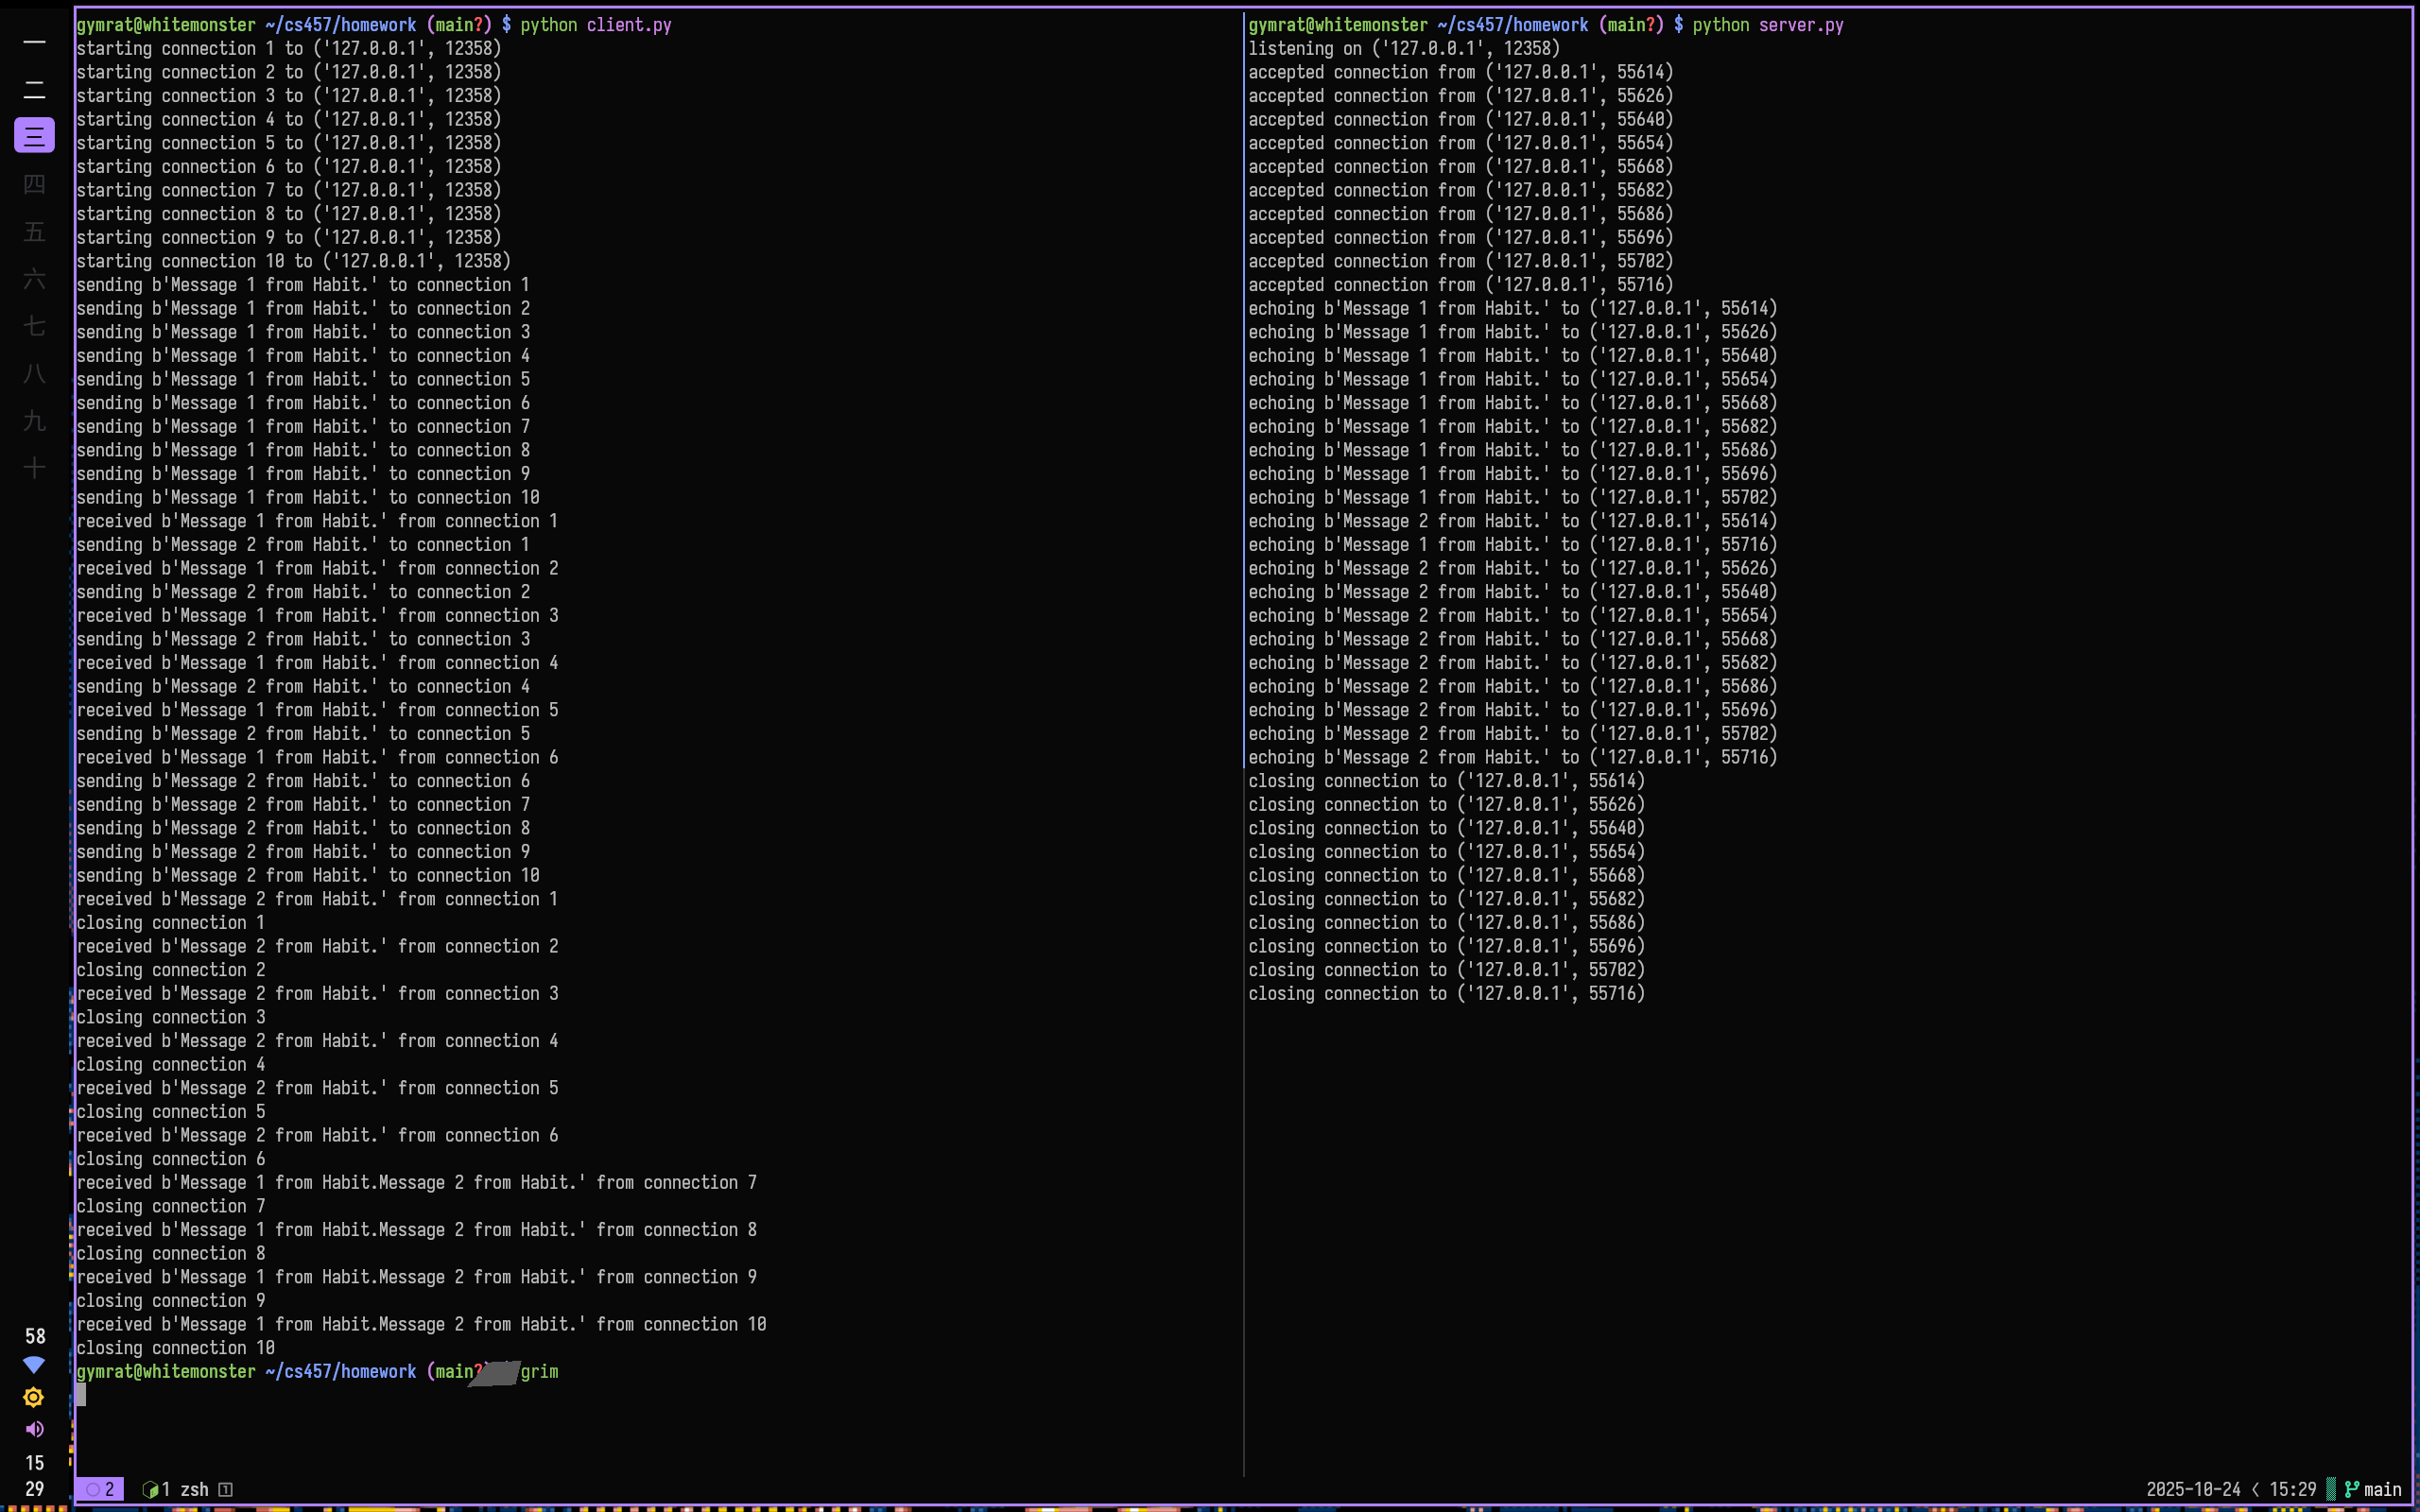 一
二
三
四
五
六
七
八
九
十
58
15
29
gymrat@whitemonster ~/cs457/homework (main?) $ python client.py
starting connection 1 to ('127.0.0.1', 12358)
starting connection 2 to ('127.0.0.1', 12358)
starting connection 3 to ('127.0.0.1', 12358)
starting connection 4 to ('127.0.0.1', 12358)
starting connection 5 to ('127.0.0.1', 12358)
starting connection 6 to ('127.0.0.1', 12358)
starting connection 7 to ('127.0.0.1', 12358)
starting connection 8 to ('127.0.0.1', 12358)
starting connection 9 to ('127.0.0.1', 12358)
starting connection 10 to ('127.0.0.1', 12358)
sending b'Message 1 from Habit.' to connection 1
sending b'Message 1 from Habit.' to connection 2
sending b'Message 1 from Habit.' to connection 3
sending b'Message 1 from Habit.' to connection 4
sending b'Message 1 from Habit.' to connection 5
sending b'Message 1 from Habit.' to connection 6
sending b'Message 1 from Habit.' to connection 7
sending b'Message 1 from Habit.' to connection 8
sending b'Message 1 from Habit.' to connection 9
sending b'Message 1 from Habit.' to connection 10
received b'Message 1 from Habit.' from connection 1
sending b'Message 2 from Habit.' to connection 1
received b'Message 1 from Habit.' from connection 2
sending b'Message 2 from Habit.' to connection 2
received b'Message 1 from Habit.' from connection 3
sending b'Message 2 from Habit.' to connection 3
received b'Message 1 from Habit.' from connection 4
sending b'Message 2 from Habit.' to connection 4
received b'Message 1 from Habit.' from connection 5
sending b'Message 2 from Habit.' to connection 5
received b'Message 1 from Habit.' from connection 6
sending b'Message 2 from Habit.' to connection 6
sending b'Message 2 from Habit.' to connection 7
sending b'Message 2 from Habit.' to connection 8
sending b'Message 2 from Habit.' to connection 9
sending b'Message 2 from Habit.' to connection 10
received b'Message 2 from Habit.' from connection 1
closing connection 1
received b'Message 2 from Habit.' from connection 2
closing connection 2
received b'Message 2 from Habit.' from connection 3
closing connection 3
received b'Message 2 from Habit.' from connection 4
closing connection 4
received b'Message 2 from Habit.' from connection 5
closing connection 5
received b'Message 2 from Habit.' from connection 6
closing connection 6
received b'Message 1 from Habit.Message 2 from Habit.' from connection 7
closing connection 7
received b'Message 1 from Habit.Message 2 from Habit.' from connection 8
closing connection 8
received b'Message 1 from Habit.Message 2 from Habit.' from connection 9
closing connection 9
received b'Message 1 from Habit.Message 2 from Habit.' from connection 10
closing connection 10
gymrat@whitemonster ~/cs457/homework (main? grim
gymrat@whitemonster ~/cs457/homework (main?) $ python server.py
listening on ('127.0.0.1', 12358)
accepted connection from ('127.0.0.1', 55614)
accepted connection from ('127.0.0.1', 55626)
accepted connection from ('127.0.0.1', 55640)
accepted connection from ('127.0.0.1', 55654)
accepted connection from ('127.0.0.1', 55668)
accepted connection from ('127.0.0.1', 55682)
accepted connection from ('127.0.0.1', 55686)
accepted connection from ('127.0.0.1', 55696)
accepted connection from ('127.0.0.1', 55702)
accepted connection from ('127.0.0.1', 55716)
echoing b'Message 1 from Habit.' to ('127.0.0.1', 55614)
echoing b'Message 1 from Habit.' to ('127.0.0.1', 55626)
echoing b'Message 1 from Habit.' to ('127.0.0.1', 55640)
echoing b'Message 1 from Habit.' to ('127.0.0.1', 55654)
echoing b'Message 1 from Habit.' to ('127.0.0.1', 55668)
echoing b'Message 1 from Habit.' to ('127.0.0.1', 55682)
echoing b'Message 1 from Habit.' to ('127.0.0.1', 55686)
echoing b'Message 1 from Habit.' to ('127.0.0.1', 55696)
echoing b'Message 1 from Habit.' to ('127.0.0.1', 55702)
echoing b'Message 2 from Habit.' to ('127.0.0.1', 55614)
echoing b'Message 1 from Habit.' to ('127.0.0.1', 55716)
echoing b'Message 2 from Habit.' to ('127.0.0.1', 55626)
echoing b'Message 2 from Habit.' to ('127.0.0.1', 55640)
echoing b'Message 2 from Habit.' to ('127.0.0.1', 55654)
echoing b'Message 2 from Habit.' to ('127.0.0.1', 55668)
echoing b'Message 2 from Habit.' to ('127.0.0.1', 55682)
echoing b'Message 2 from Habit.' to ('127.0.0.1', 55686)
echoing b'Message 2 from Habit.' to ('127.0.0.1', 55696)
echoing b'Message 2 from Habit.' to ('127.0.0.1', 55702)
echoing b'Message 2 from Habit.' to ('127.0.0.1', 55716)
closing connection to ('127.0.0.1', 55614)
closing connection to ('127.0.0.1', 55626)
closing connection to ('127.0.0.1', 55640)
closing connection to ('127.0.0.1', 55654)
closing connection to ('127.0.0.1', 55668)
closing connection to ('127.0.0.1', 55682)
closing connection to ('127.0.0.1', 55686)
closing connection to ('127.0.0.1', 55696)
closing connection to ('127.0.0.1', 55702)
closing connection to ('127.0.0.1', 55716)
2 1 zsh 1
2025-10-24 < 15:29 main